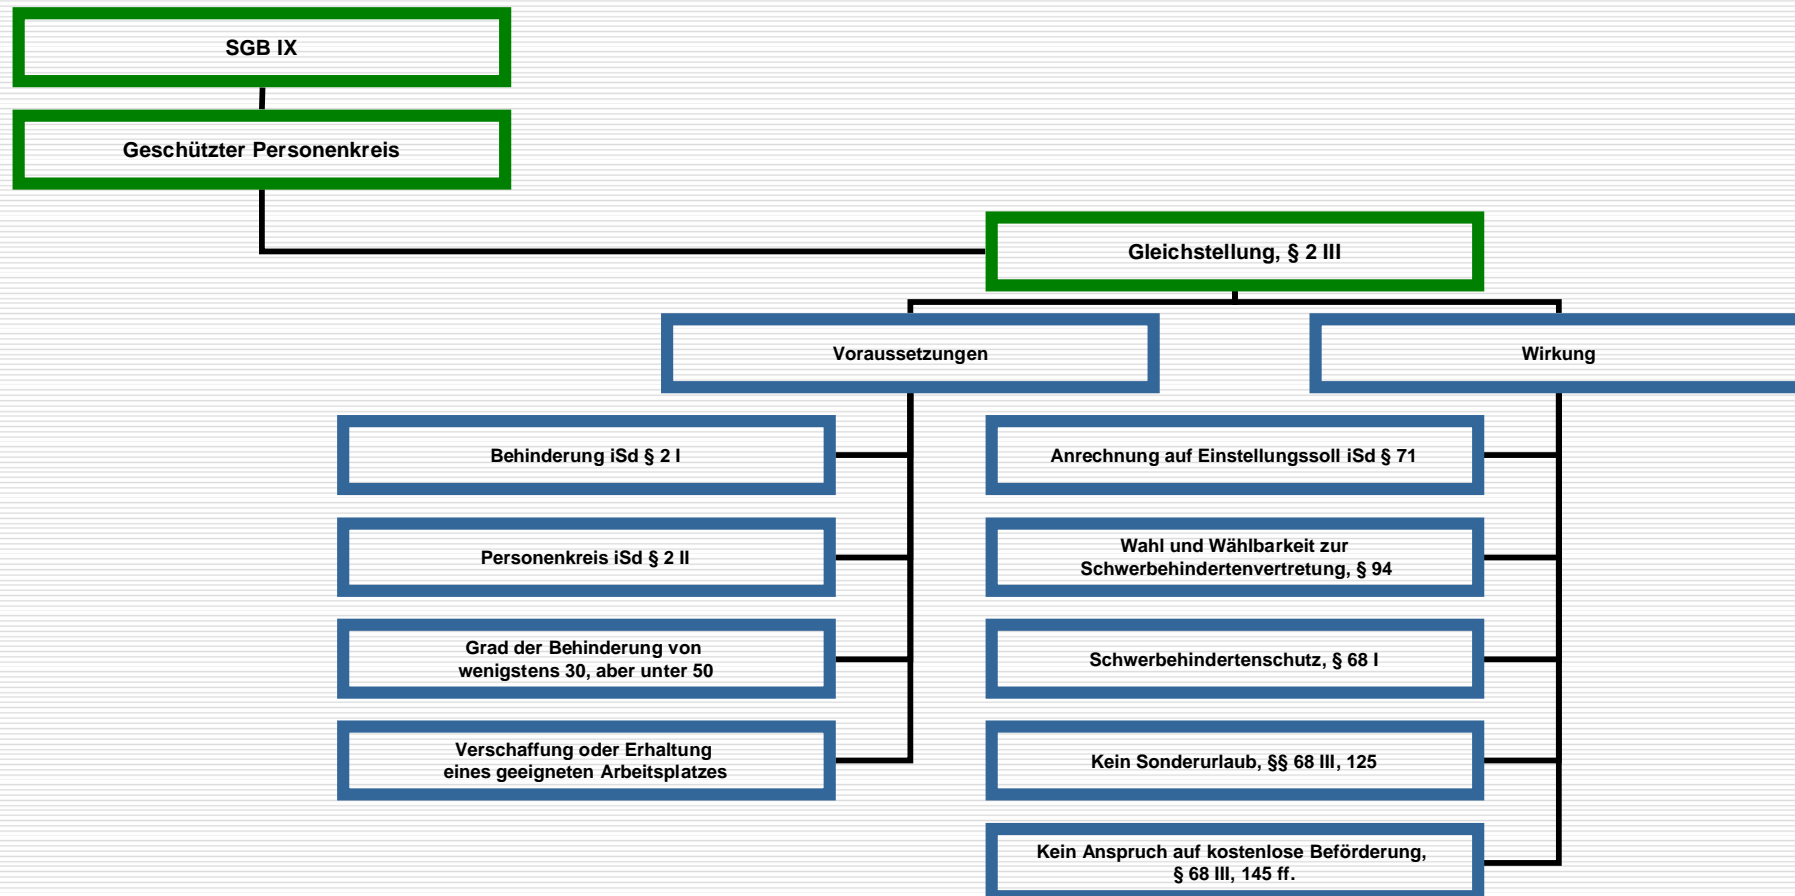 SGB IX
Geschützter Personenkreis
Gleichstellung, § 2 III
Voraussetzungen
Behinderung iSd § 2 I
Personenkreis iSd § 2 II
Grad der Behinderung von
wenigstens 30, aber unter 50
Verschaffung oder Erhaltung
eines geeigneten Arbeitsplatzes
Wirkung
Anrechnung auf Einstellungssoll iSd § 71
Wahl und Wählbarkeit zur
Schwerbehindertenvertretung, § 94
Schwerbehindertenschutz, § 68 I
Kein Sonderurlaub, §§ 68 III, 125
Kein Anspruch auf kostenlose Beförderung,
§ 68 III, 145 ff.